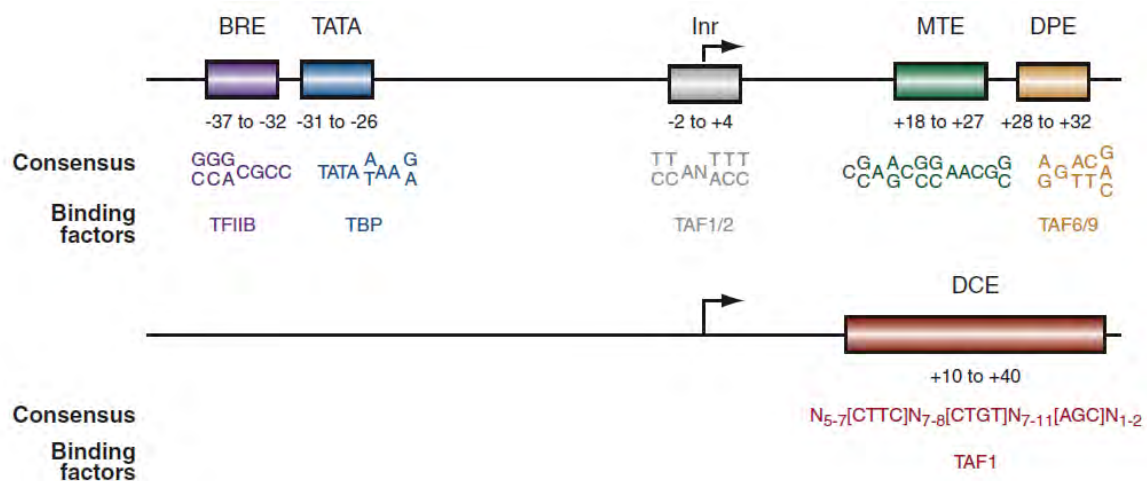 BRE TATA Inr MTE DPE
-37 to -32 -31 to -26 -2 to +4 +18 to +27 +28 to +32
GGG A G TT TTT G A GG G A AC G
Consensus CGCC TATA AA AN C A C AACG G A
CCA T A CC ACC C G CC C G TT C
Binding
factors TFIIB TBP TAF1/2 TAF6/9
DCE
+10 to +40
Consensus N5-7[CTTC]N7-8[CTGT]N7-11[AGC]N1-2
Binding
factors TAF1